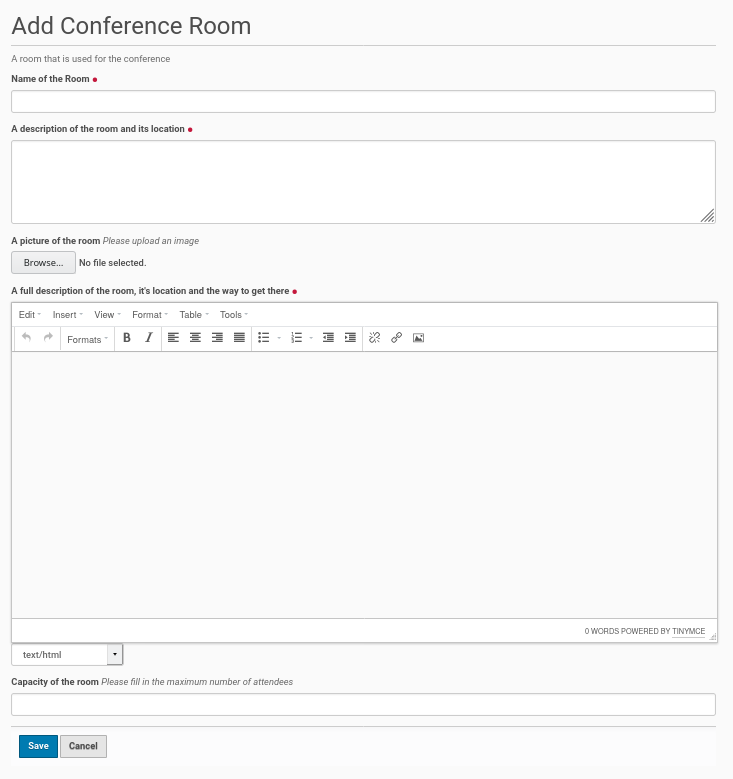 Add Conference Room
A room that is used for the conference
Name of the Room
A description of the room and its location
A picture of the room Please upload an image
Browse... No file selected.
A full description of the room, it's location and the way to get there
Edit Insert View Format Table Tools
Formats B I
0 WORDS POWERED BY TINYMCE
text/html
Capacity of the room Please fill in the maximum number of attendees
Save Cancel